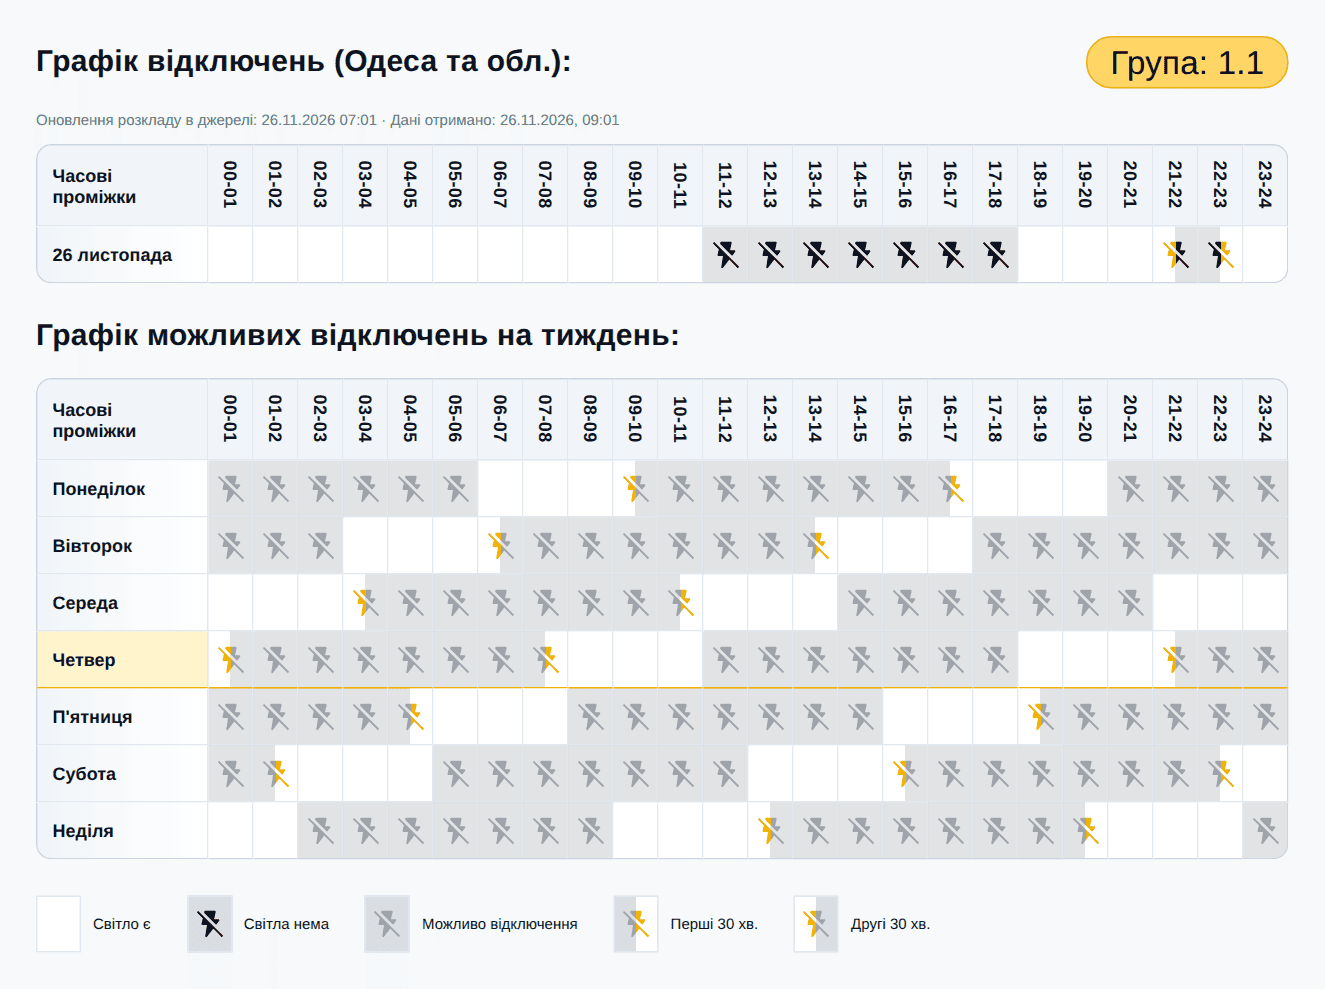 Графік відключень (Одеса та обл.):
Група: 1.1
Оновлення розкладу в джерелі: 26.11.2026 07:01 · Дані отримано: 26.11.2026, 09:01
Часові
проміжки
00-01 01-02 02-03 03-04 04-05 05-06 06-07 07-08 08-09 09-10 10-11 11-12 12-13 13-14 14-15 15-16 16-17 17-18 18-19 19-20 20-21 21-22 22-23 23-24
26 листопада
Графік можливих відключень на тиждень:
Часові
проміжки
00-01 01-02 02-03 03-04 04-05 05-06 06-07 07-08 08-09 09-10 10-11 11-12 12-13 13-14 14-15 15-16 16-17 17-18 18-19 19-20 20-21 21-22 22-23 23-24
Понеділок
Вівторок
Середа
Четвер
П'ятниця
Субота
Неділя
Світло є
Світла нема
Можливо відключення
Перші 30 хв.
Другі 30 хв.